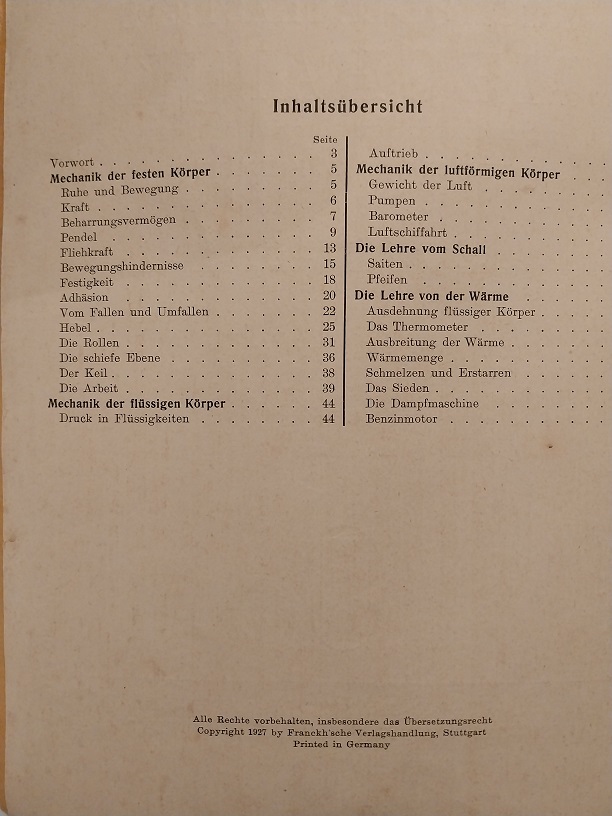 Inhaltsübersicht
Seite
Vorwort . . . . . . . . . . . . . . 3
Mechanik der festen Körper . . . . . . . 5
Ruhe und Bewegung . . . . . . . . . 5
Kraft . . . . . . . . . . . . . . 6
Beharrungsvermögen . . . . . . . . . 7
Pendel . . . . . . . . . . . . . 9
Fliehkraft . . . . . . . . . . . . 13
Bewegungshindernisse . . . . . . . . 15
Festigkeit . . . . . . . . . . . . 18
Adhäsion . . . . . . . . . . . . 20
Vom Fallen und Umfallen . . . . . . . 22
Hebel . . . . . . . . . . . . . . 25
Die Rollen . . . . . . . . . . . . 31
Die schiefe Ebene . . . . . . . . . . 36
Der Keil . . . . . . . . . . . . . 38
Die Arbeit . . . . . . . . . . . . 39
Mechanik der flüssigen Körper . . . . . . 44
Druck in Flüssigkeiten . . . . . . . . 44
Auftrieb . . . . . . . . . . . .
Mechanik der luftförmigen Körper . . .
Gewicht der Luft . . . . . . . . .
Pumpen . . . . . . . . . . . .
Barometer . . . . . . . . . . .
Luftschiffahrt . . . . . . . . . .
Die Lehre vom Schall . . . . . . . .
Saiten . . . . . . . . . . . . .
Pfeifen . . . . . . . . . . . .
Die Lehre von der Wärme . . . . . .
Ausdehnung flüssiger Körper . . . . .
Das Thermometer . . . . . . . . .
Ausbreitung der Wärme . . . . . . .
Wärmemenge . . . . . . . . . . .
Schmelzen und Erstarren . . . . . .
Das Sieden . . . . . . . . . . .
Die Dampfmaschine . . . . . . . .
Benzinmotor . . . . . . . . . . .
Alle Rechte vorbehalten, insbesondere das Übersetzungsrecht
Copyright 1927 by Franckh'sche Verlagshandlung, Stuttgart
Printed in Germany